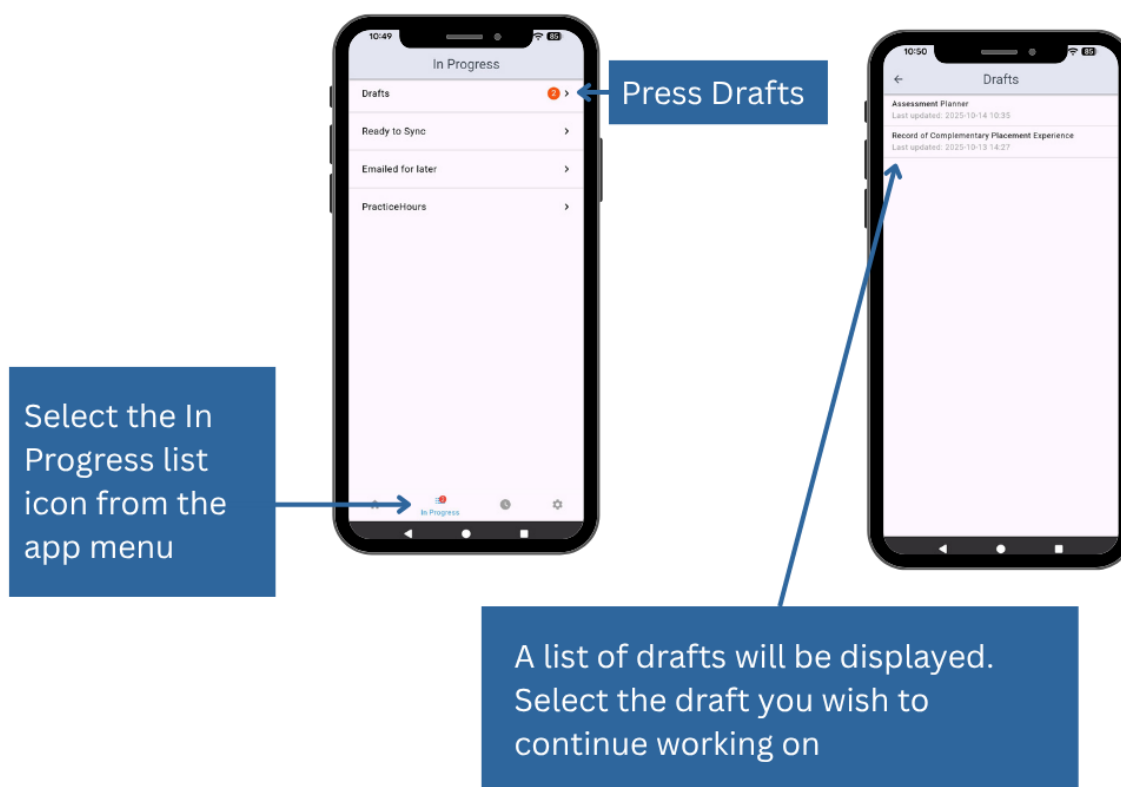 10:49
85
In Progress
Drafts
2
Ready to Sync
Emailed for later
PracticeHours
In Progress
Press Drafts
Select the In
Progress list
icon from the
app menu
10:50
85
Drafts
Assessment Planner
Last updated: 2025-10-14 10:35
Record of Complementary Placement Experience
Last updated: 2025-10-13 14:27
A list of drafts will be displayed.
Select the draft you wish to
continue working on